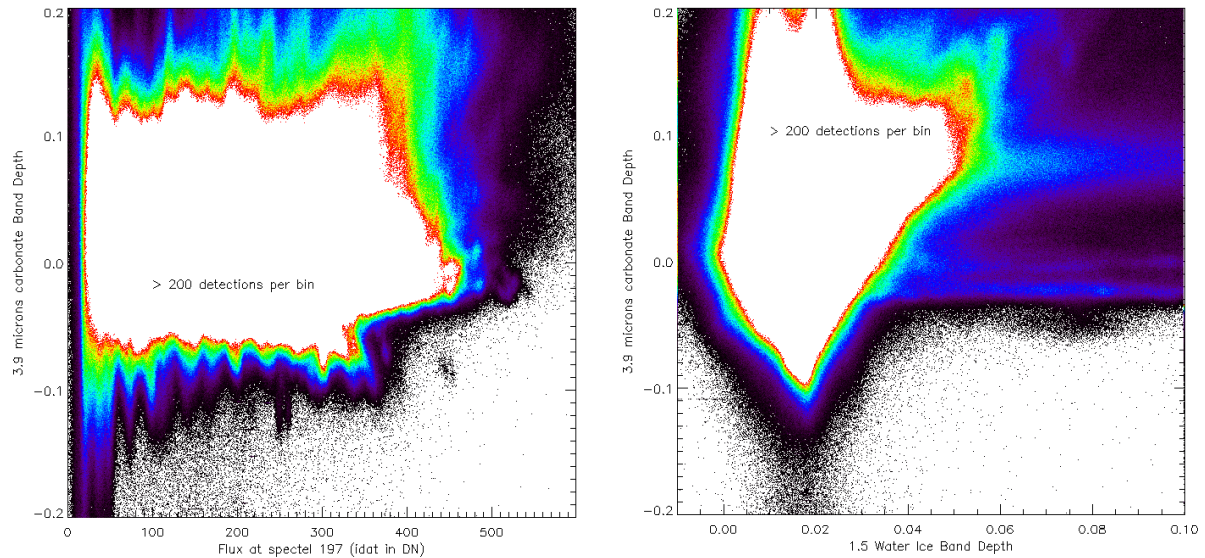 0.2
0.1
0.0
−0.1
−0.2
3.9 microns carbonate Band Depth
> 200 detections per bin
0 100 200 300 400 500
Flux at spectel 197 (idat in DN)
0.2
0.1
0.0
−0.1
−0.2
3.9 microns carbonate Band Depth
> 200 detections per bin
0.00 0.02 0.04 0.06 0.08 0.10
1.5 Water Ice Band Depth